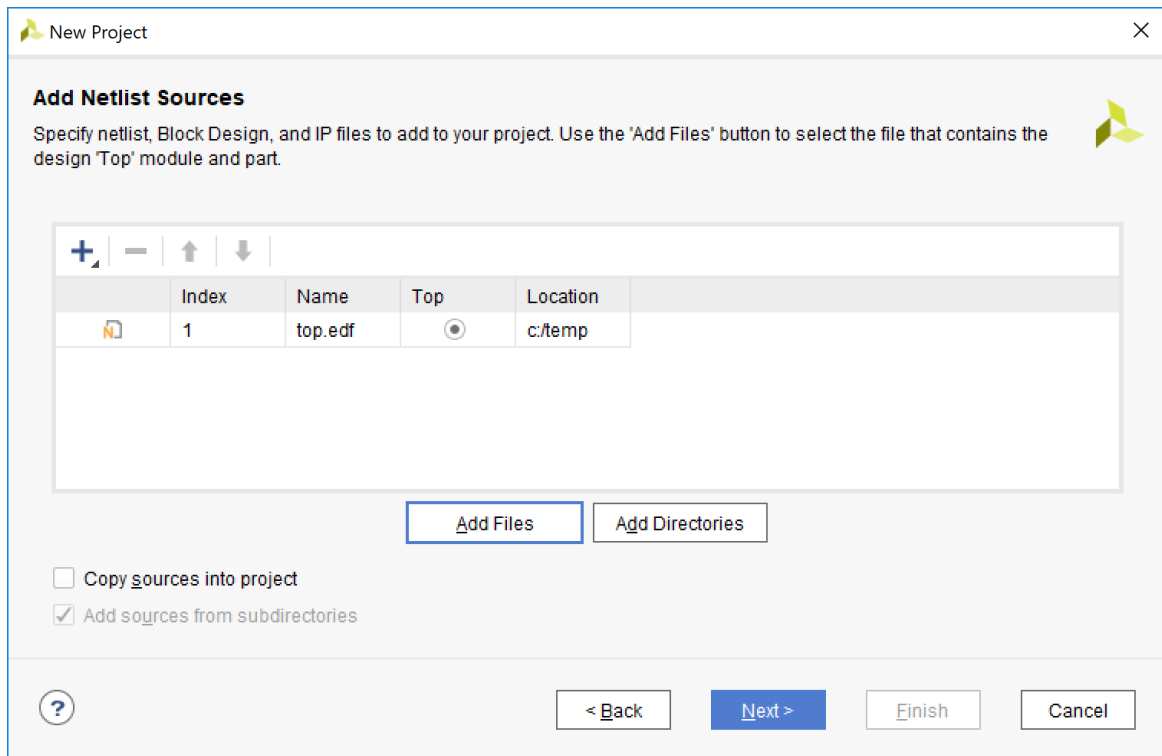 New Project
Add Netlist Sources
Specify netlist, Block Design, and IP files to add to your project. Use the 'Add Files' button to select the file that contains the
design 'Top' module and part.
Index Name Top Location
N 1 top.edf c:/temp
Add Files Add Directories
Copy sources into project
Add sources from subdirectories
? < Back Next > Finish Cancel